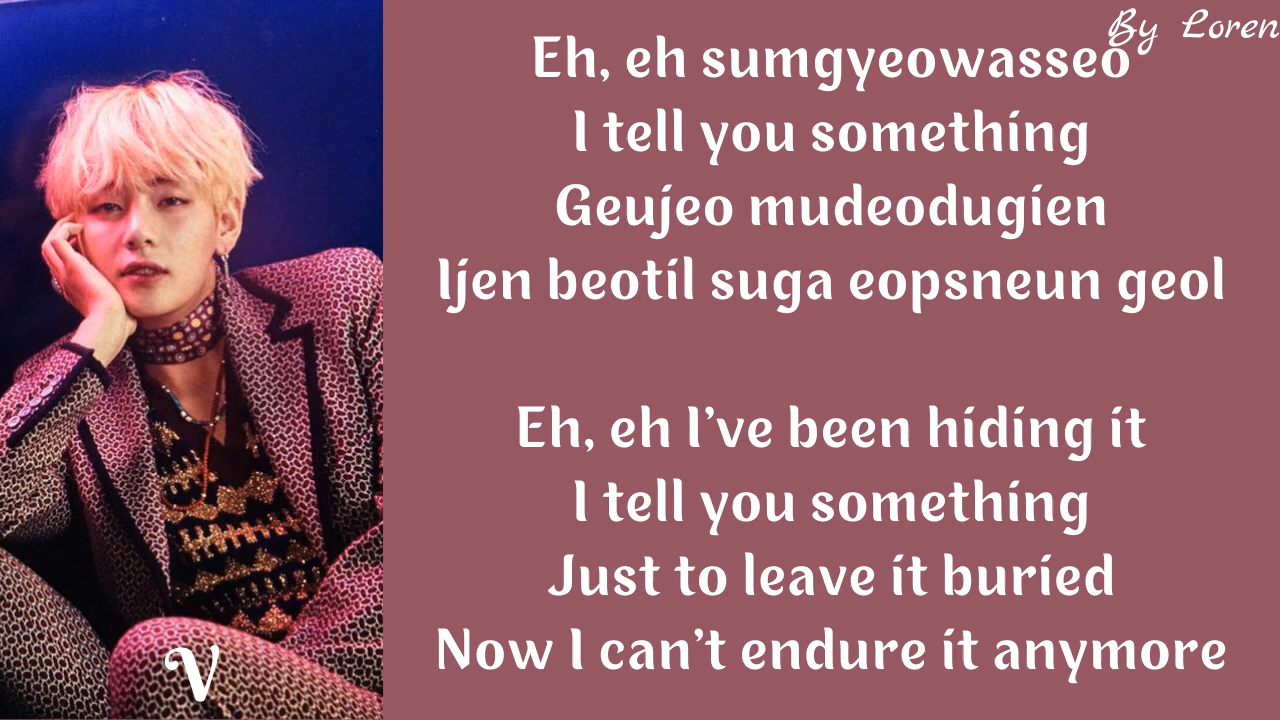 By Loren
Eh, eh sumgyeowasseo
I tell you something
Geujeo mudeodugien
Ijen beotil suga eopsneun geol
Eh, eh I’ve been hiding it
I tell you something
Just to leave it buried
Now I can’t endure it anymore
V